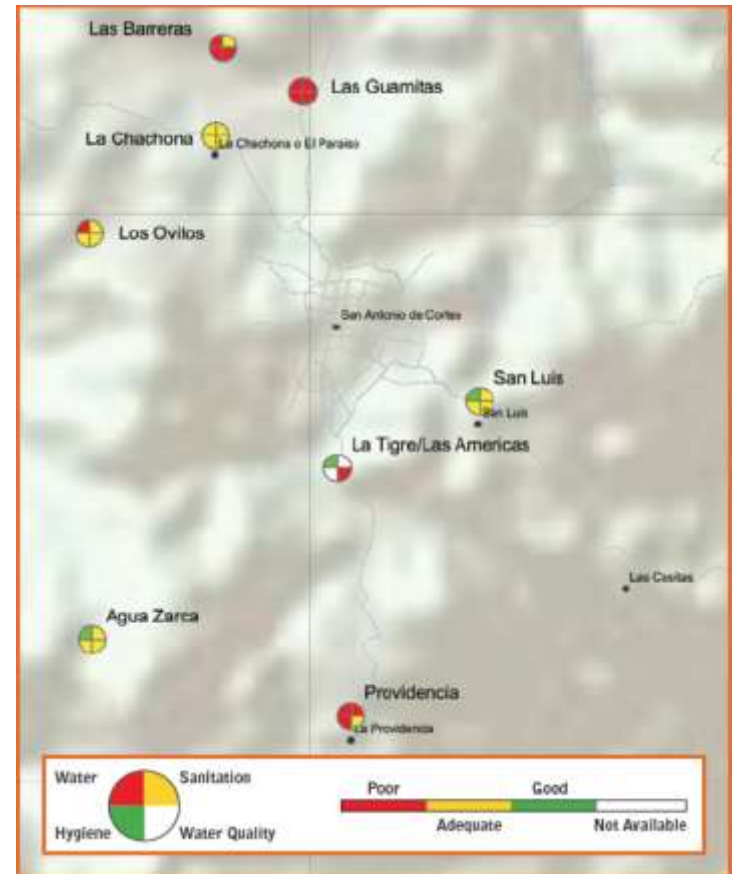 Las Barreras
Las Guamitas
La Chachona
La Chachona o El Paraiso
Los Ovilos
San Antonio de Cortes
San Luis
San Luis
La Tigre/Las Americas
Las Casitas
Agua Zarca
Providencia
La Providencia
Water
Sanitation
Hygiene
Water Quality
Poor
Good
Adequate
Not Available